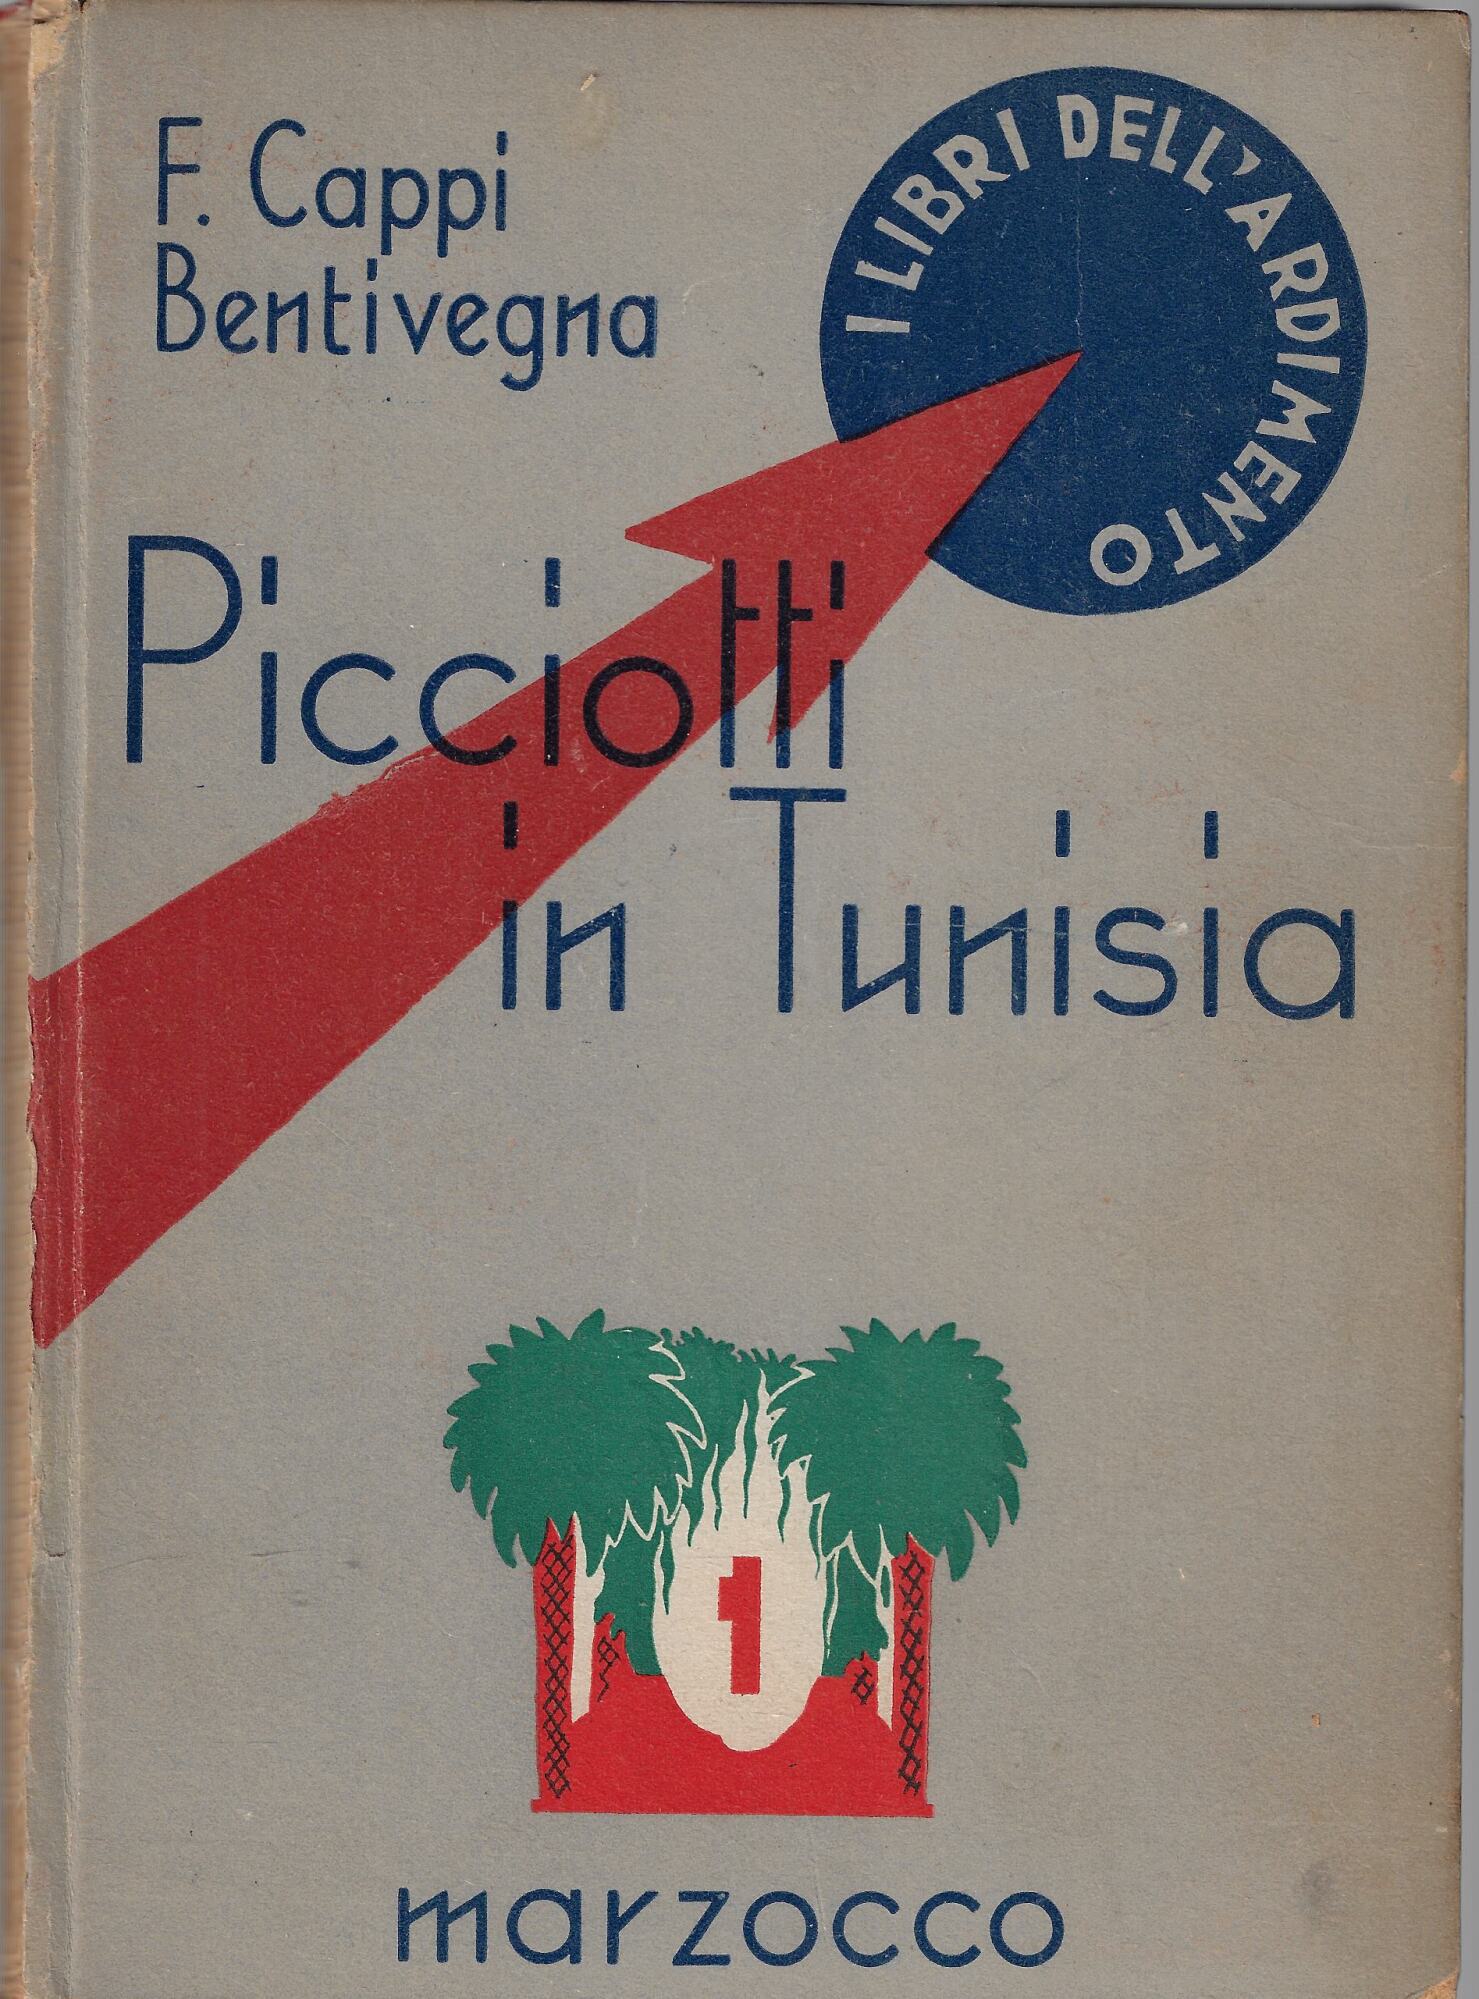 F. Cappi
Bentivegna
I LIBRI DELL'ARDIMENTO
Picciotti
in Tunisia
1
marzocco